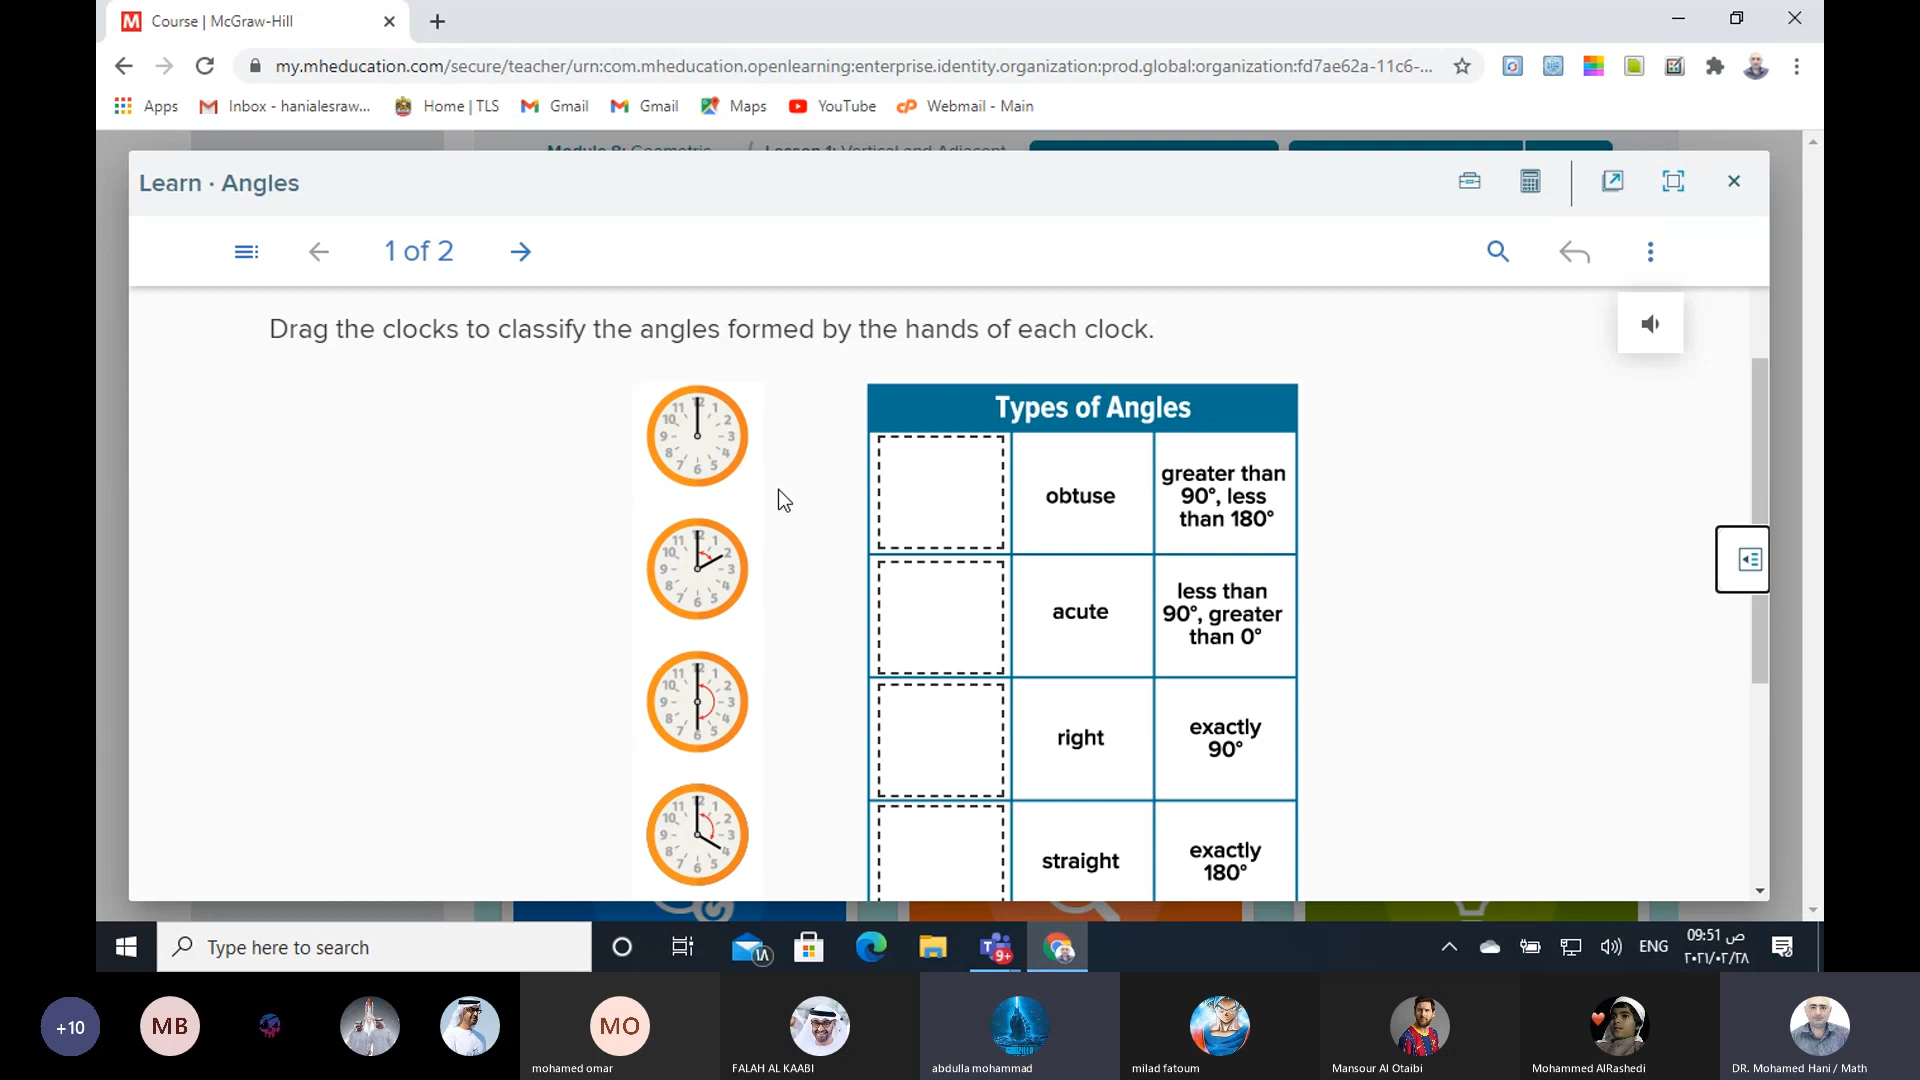 Course | McGraw-Hill
my.mheducation.com/secure/teacher/urn:com.mheducation.openlearning:enterprise.identity.organization:prod.global:organization:fd7ae62a-11c6-...
Apps
Inbox - hanialesraw...
Home | TLS
Gmail
Gmail
Maps
YouTube
Webmail - Main
Learn · Angles
1 of 2
Drag the clocks to classify the angles formed by the hands of each clock.
Types of Angles
obtuse
greater than
90°, less
than 180°
acute
less than
90°, greater
than 0°
right
exactly
90°
straight
exactly
180°
Type here to search
١٨
9+
ENG
09:51 ص
٢٠٢١/٠٢/٢٨
+10
MB
MO
mohamed omar
FALAH AL KAABI
abdulla mohammad
milad fatoum
Mansour Al Otaibi
Mohammed AlRashedi
DR. Mohamed Hani / Math